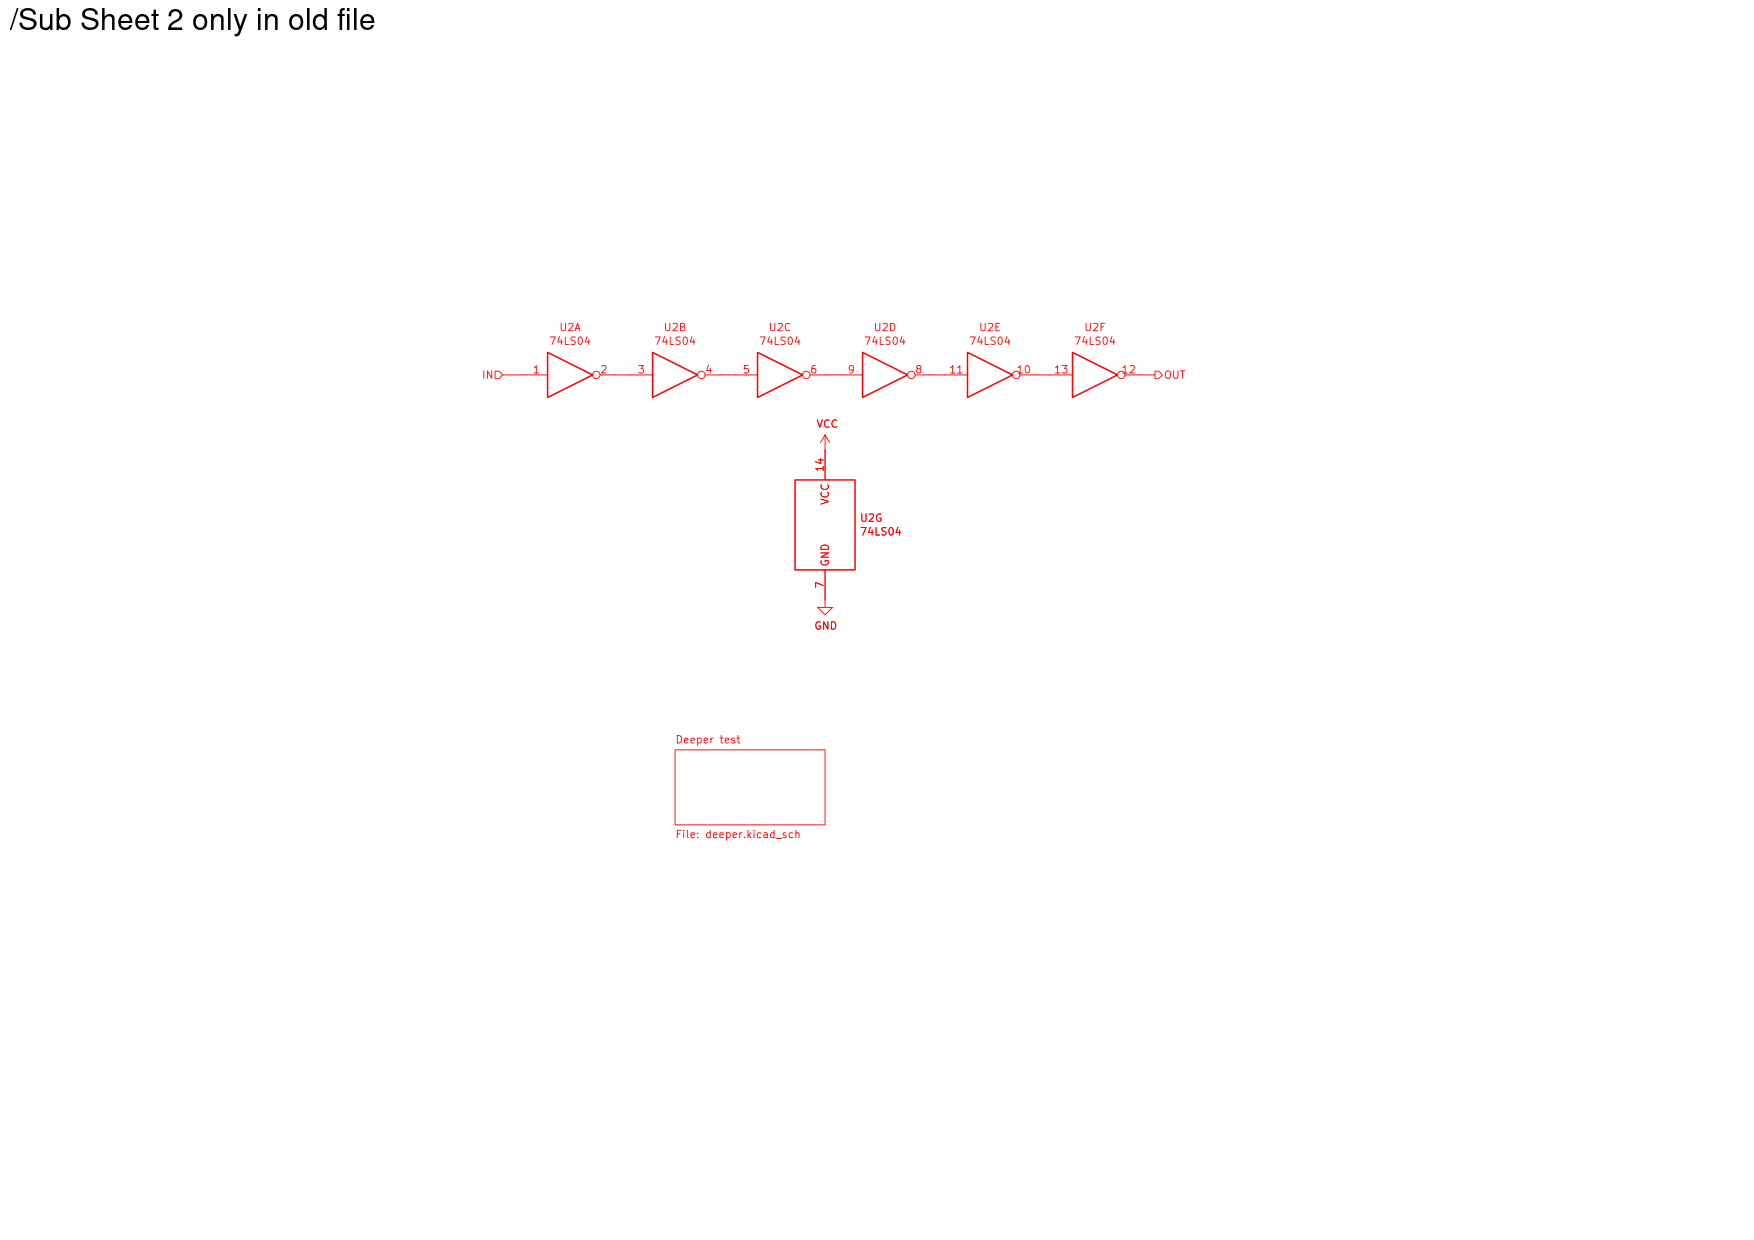 /Sub Sheet 2 only in old file
U2A U2B U2C U2D U2E U2F
74LS04 74LS04 74LS04 74LS04 74LS04 74LS04
IN 1 2 3 4 5 6 9 8 11 10 13 12 OUT
VCC
14
VCC
U2G
74LS04
GND
7
GND
Deeper test
File: deeper.kicad_sch